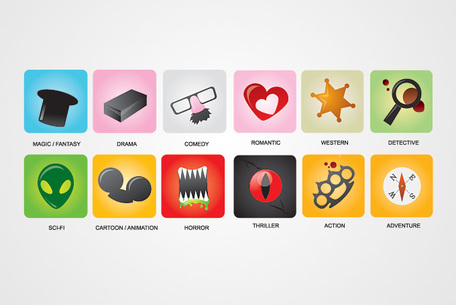 MAGIC / FANTASY
DRAMA
COMEDY
ROMANTIC
WESTERN
DETECTIVE
N
E
S
W
SCI-FI
CARTOON / ANIMATION
HORROR
THRILLER
ACTION
ADVENTURE